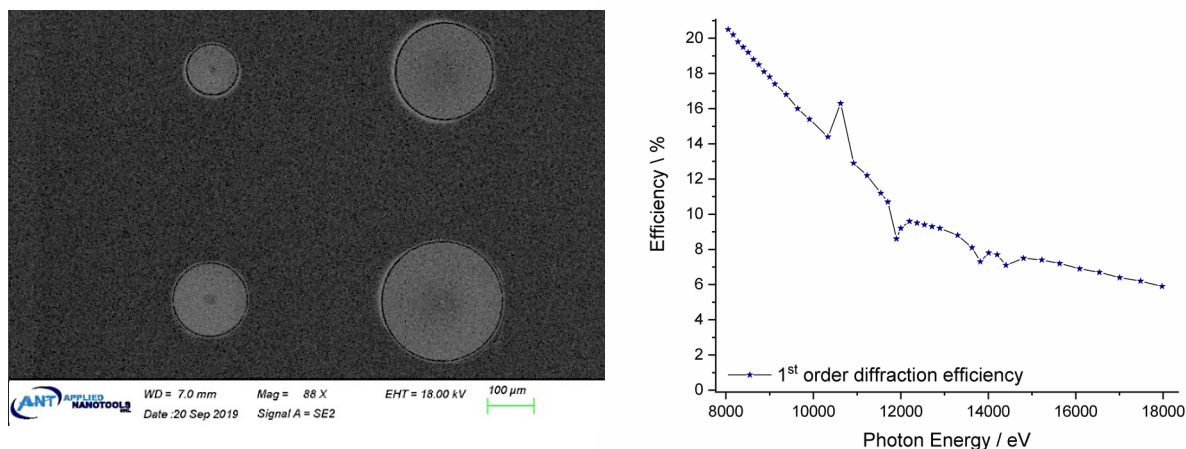 ANT APPLIED
NANOTOOLS INC.
WD = 7.0 mm Mag = 88 X EHT = 18.00 kV 100 µm
Date :20 Sep 2019 Signal A = SE2
Efficiency \ %
20
18
16
14
12
10
8
6
4
2
0
1st order diffraction efficiency
8000 10000 12000 14000 16000 18000
Photon Energy / eV